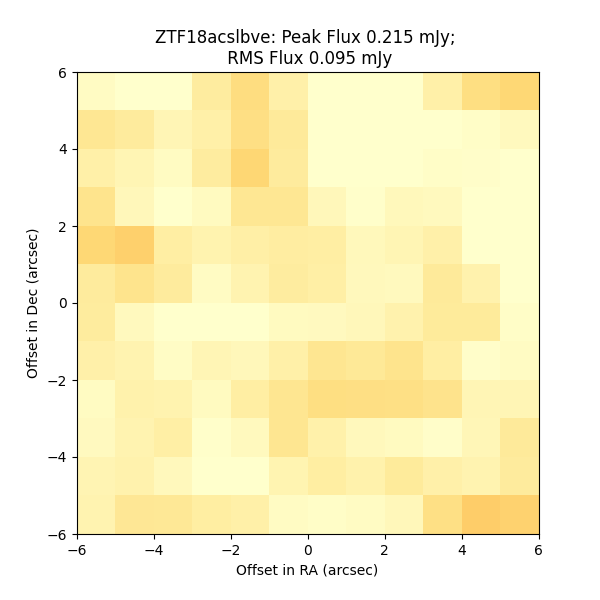 ZTF18acslbve: Peak Flux 0.215 mJy;
RMS Flux 0.095 mJy
6
4
2
0
−2
−4
−6
Offset in Dec (arcsec)
−6 −4 −2 0 2 4 6
Offset in RA (arcsec)